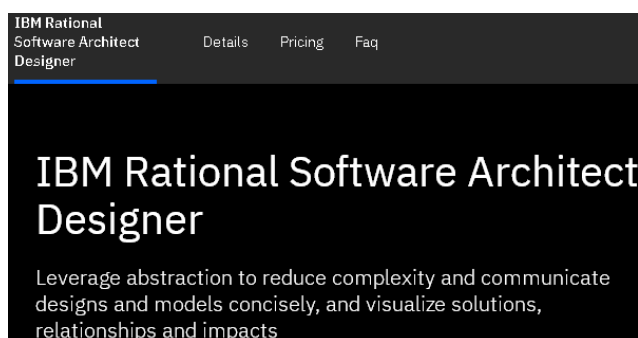 IBM Rational
Software Architect
Designer
Details Pricing Faq
IBM Rational Software Architect
Designer
Leverage abstraction to reduce complexity and communicate
designs and models concisely, and visualize solutions,
relationships and impacts